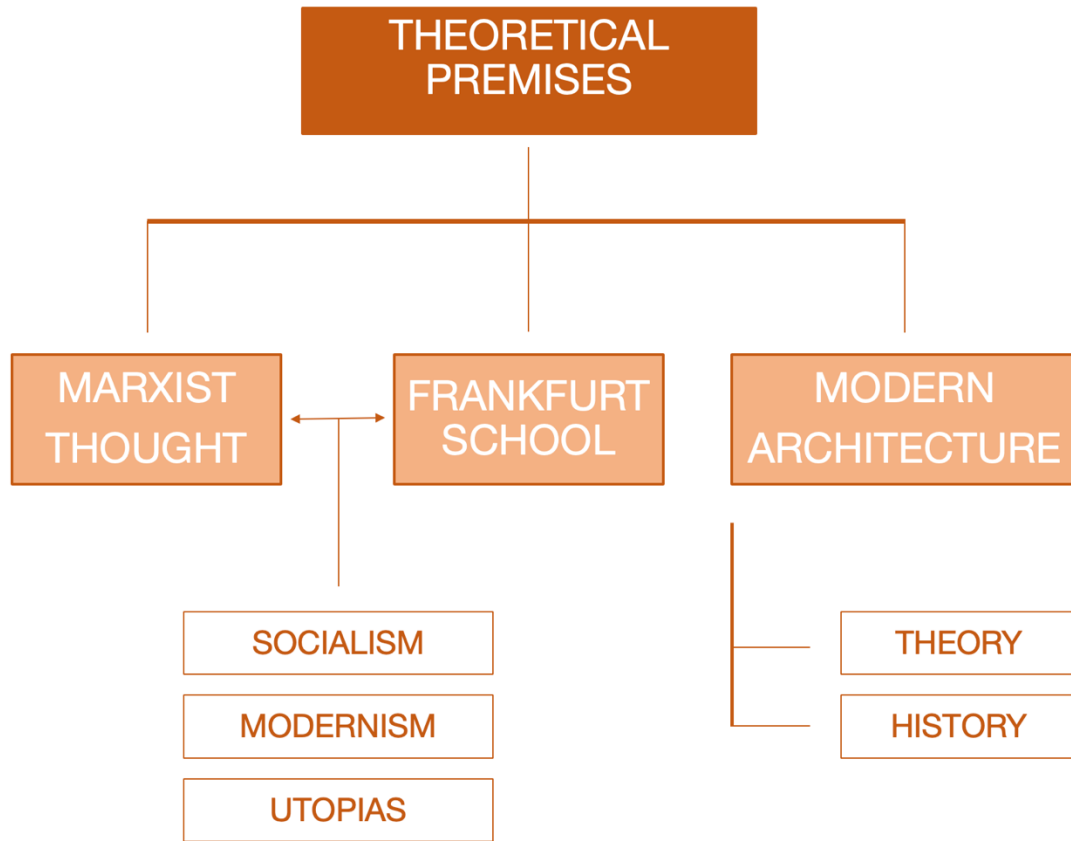 THEORETICAL
PREMISES
MARXIST
THOUGHT
FRANKFURT
SCHOOL
MODERN
ARCHITECTURE
SOCIALISM
MODERNISM
UTOPIAS
THEORY
HISTORY